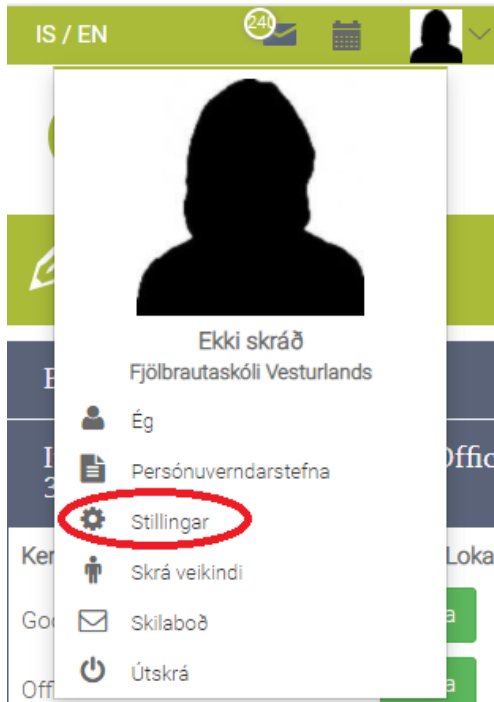 IS / EN
240
Ekki skráð
Fjölbrautaskóli Vesturlands
Ég
Persónuverndarstefna
Stillingar
Skrá veikindi
Skilaboð
Útskrá